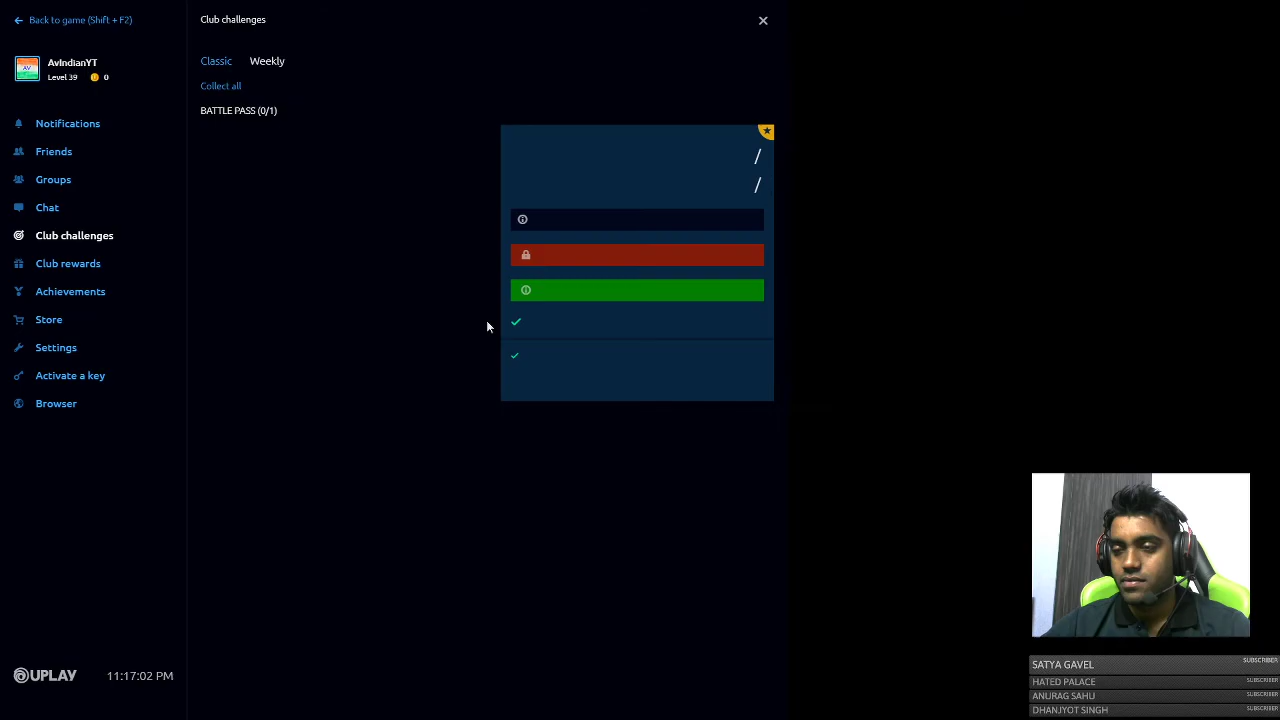 Back to game (Shift + F2)
AvIndianYT
Level 39 0
Notifications
Friends
Groups
Chat
Club challenges
Club rewards
Achievements
Store
Settings
Activate a key
Browser
UPLAY 11:17:02 PM
Club challenges
Classic Weekly
Collect all
BATTLE PASS (0/1)
/
/
SATYA GAVEL SUBSCRIBER
HATED PALACE SUBSCRIBER
ANURAG SAHU SUBSCRIBER
DHANJYOT SINGH SUBSCRIBER